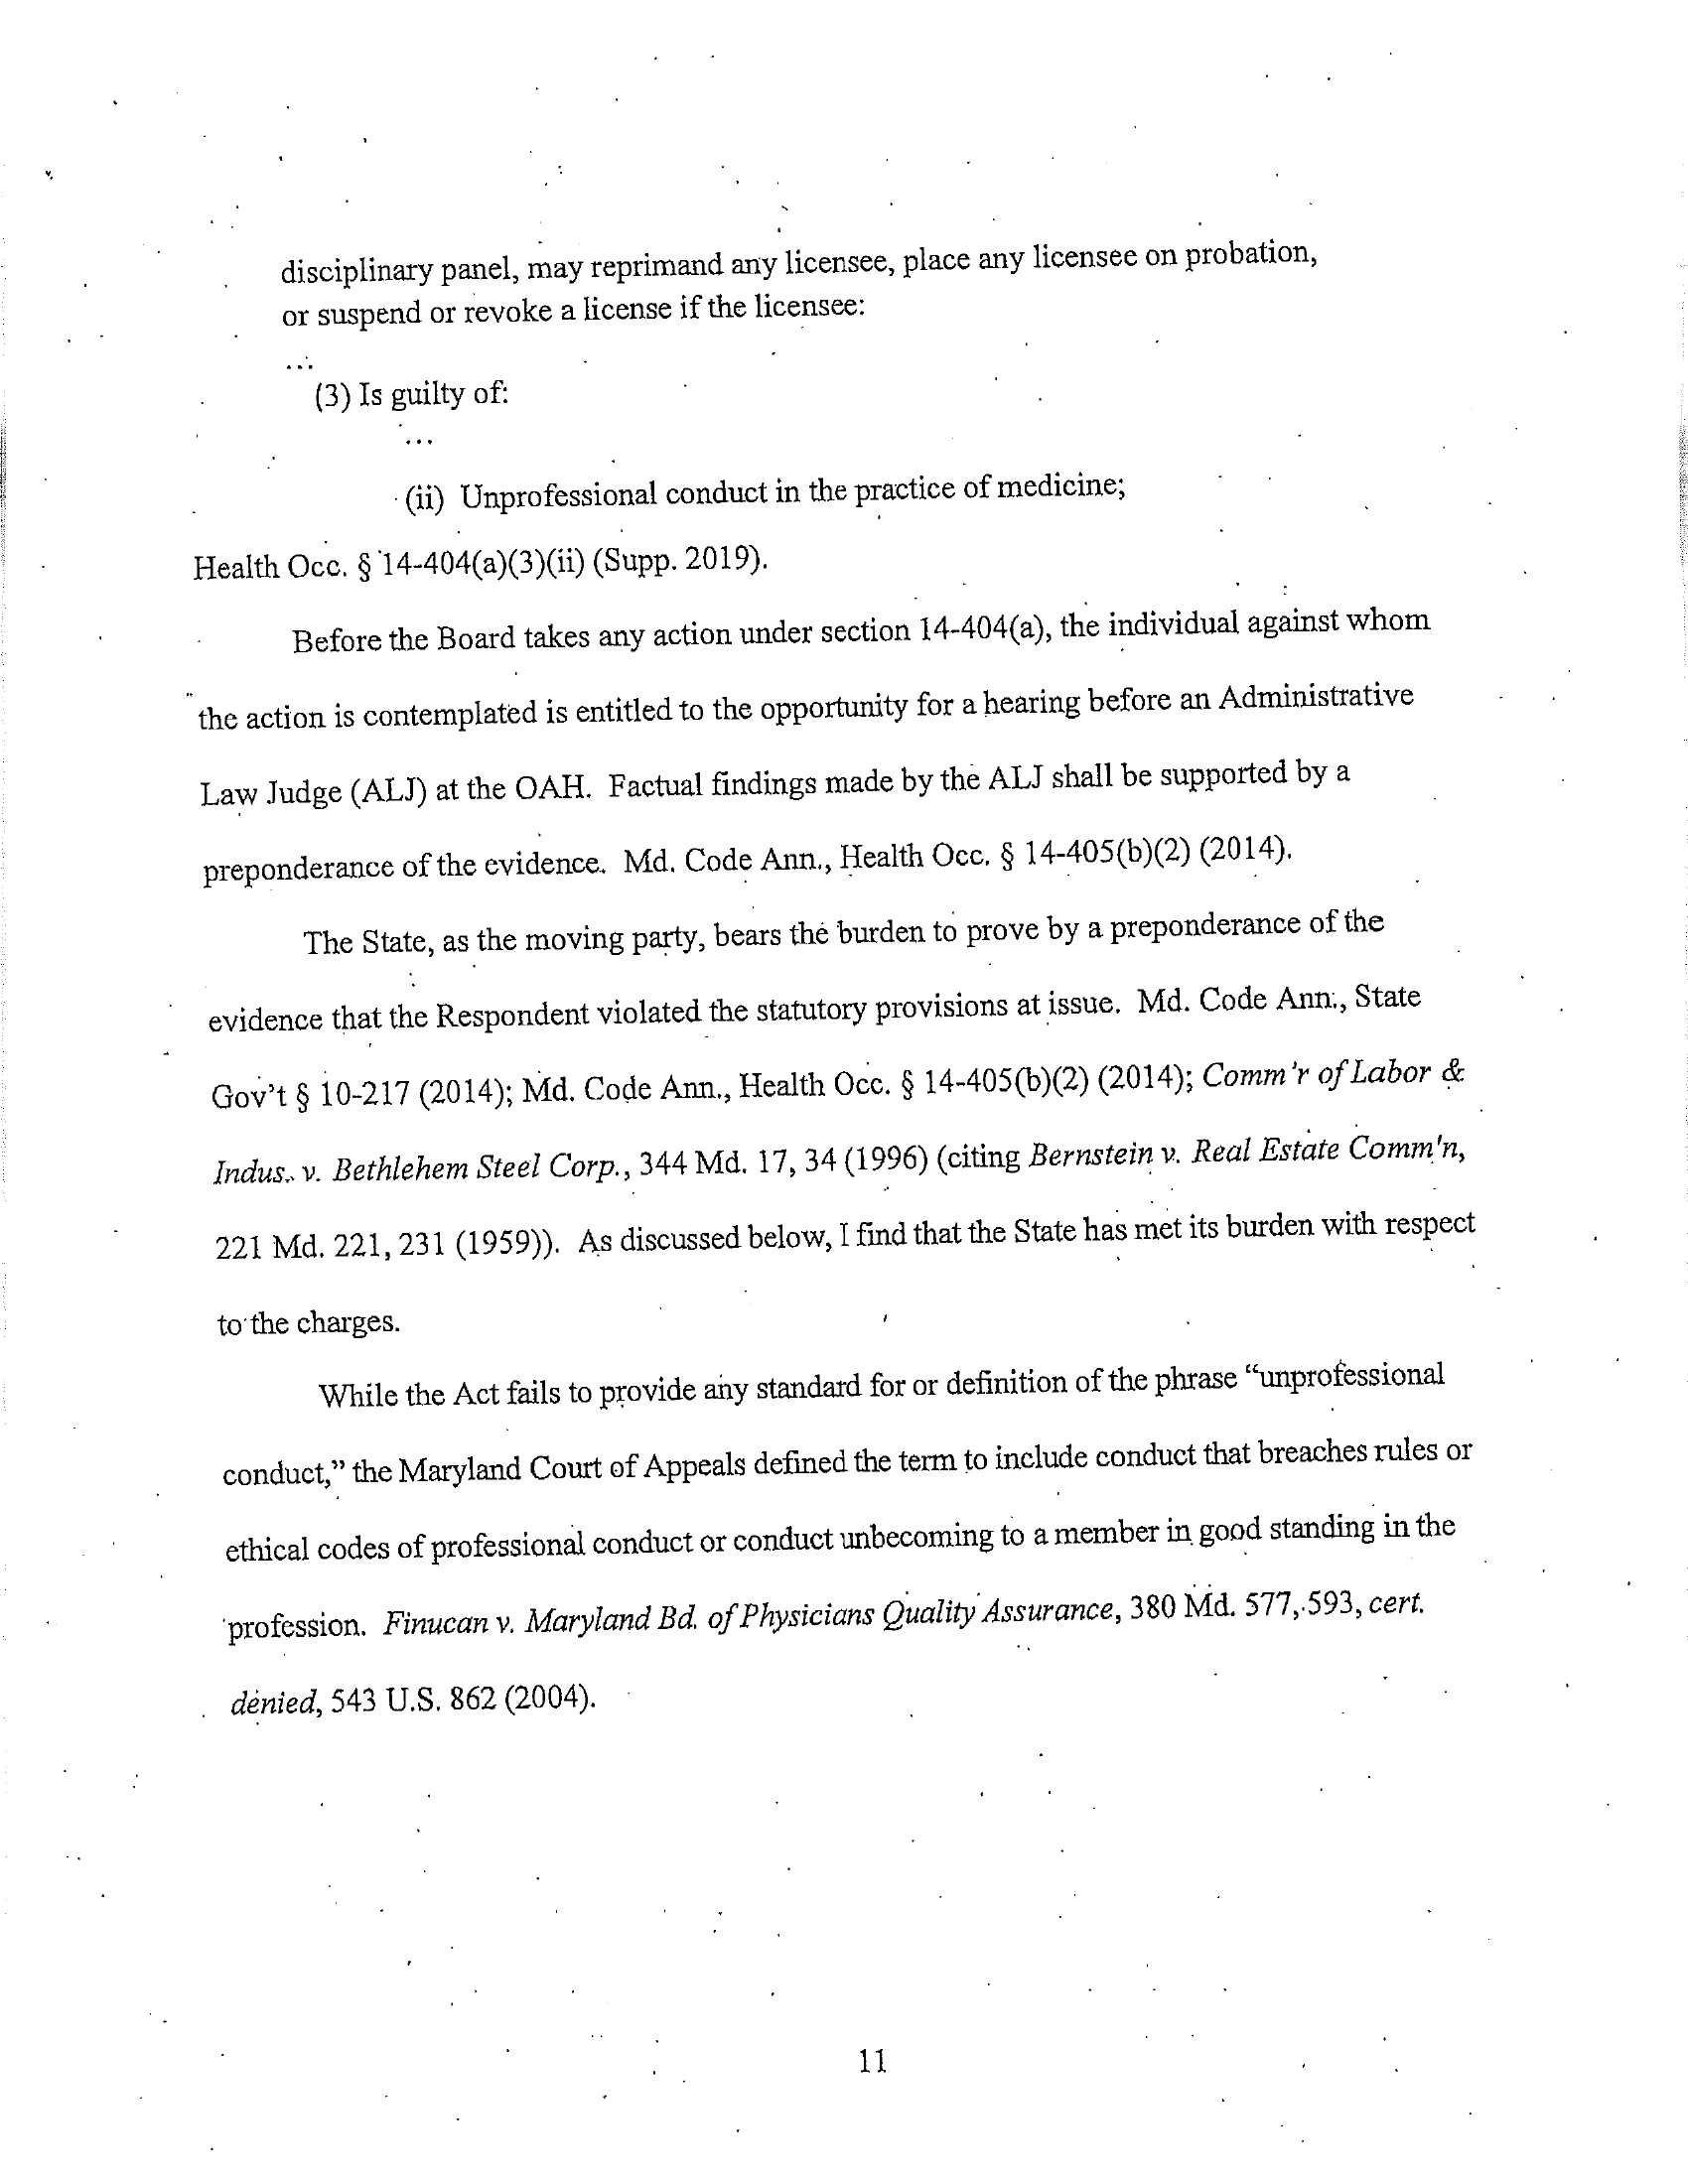 disciplinary panel, may reprimand any licensee, place any licensee on probation,
or suspend or revoke a license if the licensee:
...
(3) Is guilty of:
...
(ii) Unprofessional conduct in the practice of medicine;
Health Occ. § 14-404(a)(3)(ii) (Supp. 2019).
Before the Board takes any action under section 14-404(a), the individual against whom
the action is contemplated is entitled to the opportunity for a hearing before an Administrative
Law Judge (ALJ) at the OAH. Factual findings made by the ALJ shall be supported by a
preponderance of the evidence. Md. Code Ann., Health Occ. § 14-405(b)(2) (2014).
The State, as the moving party, bears the burden to prove by a preponderance of the
evidence that the Respondent violated the statutory provisions at issue. Md. Code Ann., State
Gov't § 10-217 (2014); Md. Code Ann., Health Occ. § 14-405(b)(2) (2014); Comm'r of Labor &
Indus. v. Bethlehem Steel Corp., 344 Md. 17, 34 (1996) (citing Bernstein v. Real Estate Comm'n,
221 Md. 221, 231 (1959)). As discussed below, I find that the State has met its burden with respect
to the charges.
While the Act fails to provide any standard for or definition of the phrase “unprofessional
conduct,” the Maryland Court of Appeals defined the term to include conduct that breaches rules or
ethical codes of professional conduct or conduct unbecoming to a member in good standing in the
profession. Finucan v. Maryland Bd. of Physicians Quality Assurance, 380 Md. 577, 593, cert.
denied, 543 U.S. 862 (2004).
11